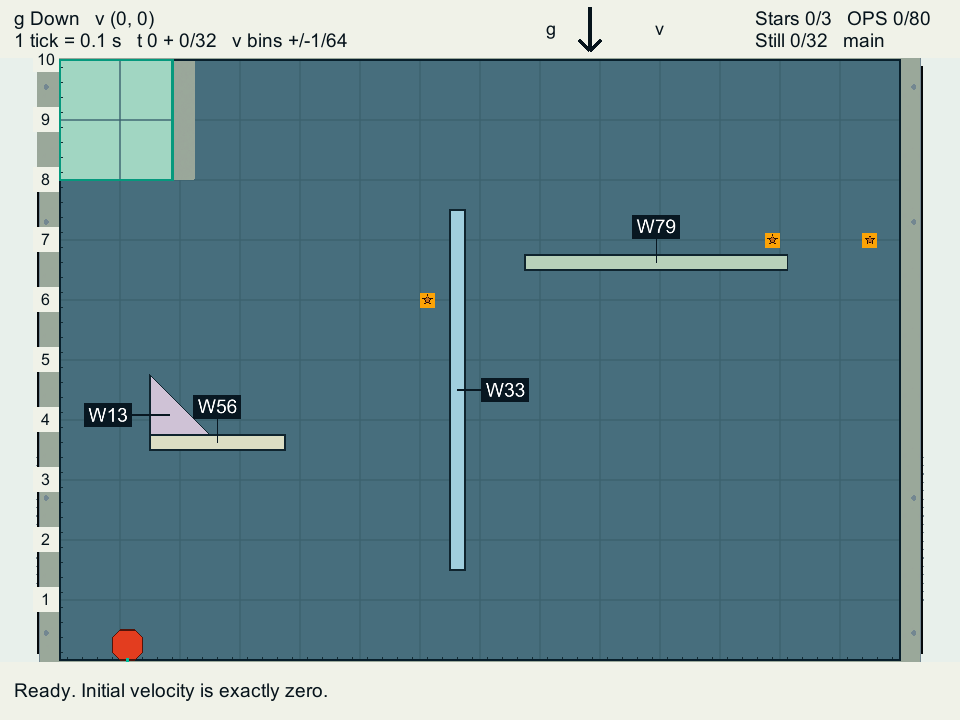 g Down v (0, 0)
1 tick = 0.1 s t 0 + 0/32 v bins +/-1/64
g
v
Stars 0/3 OPS 0/80
Still 0/32 main
10
9
8
7
6
5
4
3
2
1
W79
W33
W13
W56
Ready. Initial velocity is exactly zero.